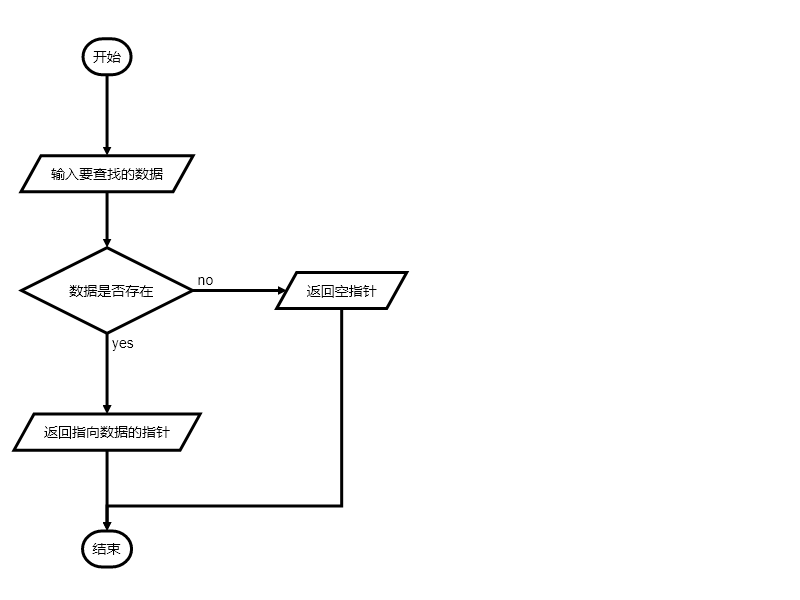 开始
输入要查找的数据
数据是否存在
no
返回空指针
yes
返回指向数据的指针
结束